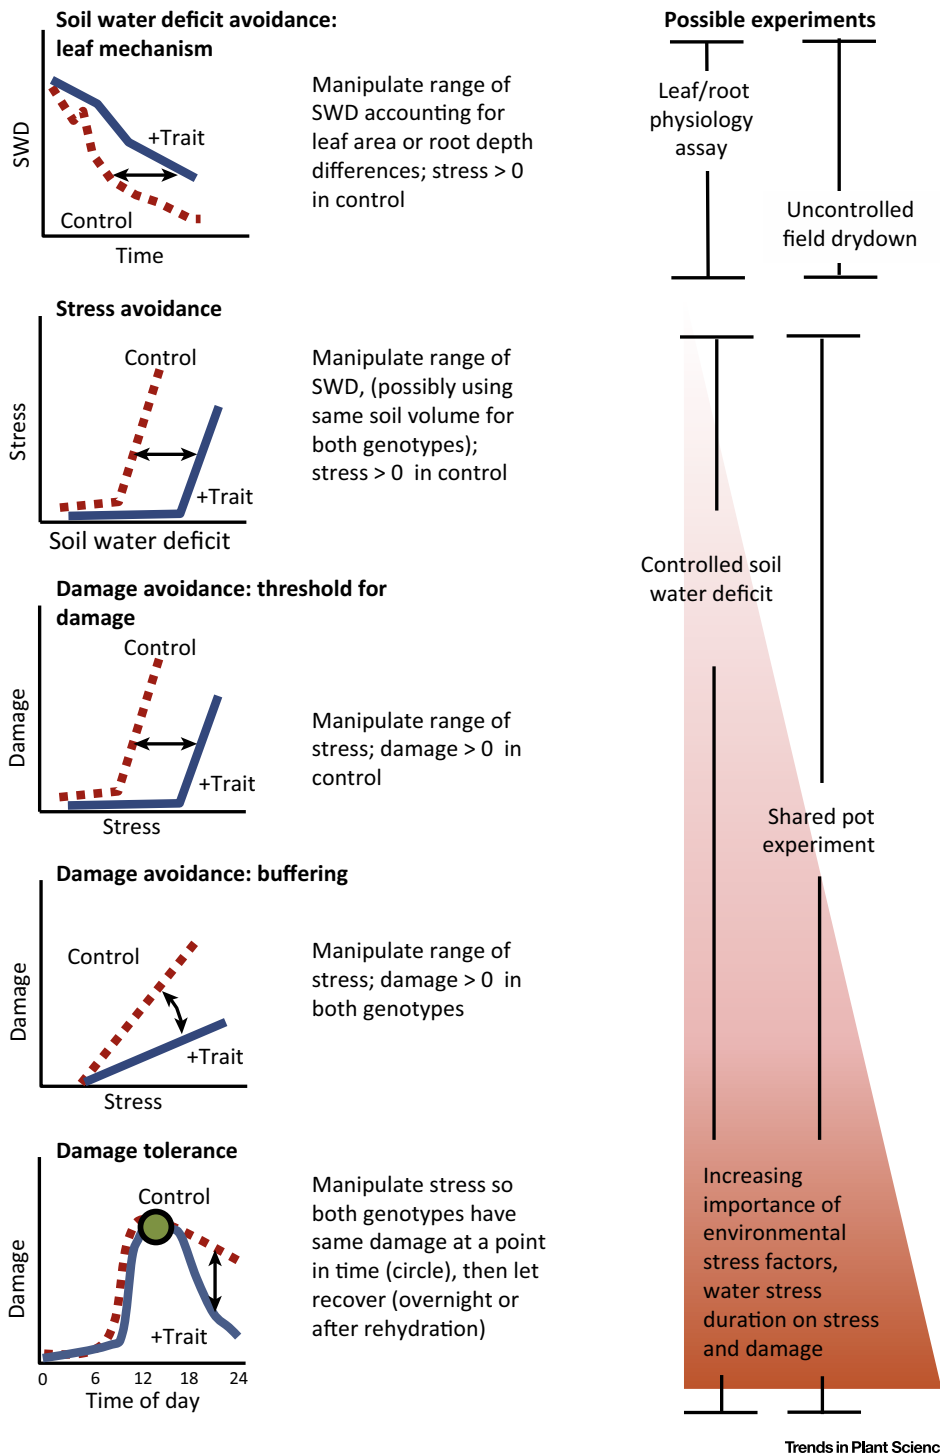 Soil water deficit avoidance:
leaf mechanism
SWD
+Trait
Control
Time
Manipulate range of
SWD accounting for
leaf area or root depth
differences; stress > 0
in control
Possible experiments
Leaf/root
physiology
assay
Uncontrolled
field drydown
Stress avoidance
Stress
Control
+Trait
Soil water deficit
Manipulate range of
SWD, (possibly using
same soil volume for
both genotypes);
stress > 0 in control
Controlled soil
water deficit
Damage avoidance: threshold for
damage
Damage
Control
+Trait
Stress
Manipulate range of
stress; damage > 0 in
control
Shared pot
experiment
Damage avoidance: buffering
Damage
Control
+Trait
Stress
Manipulate range of
stress; damage > 0 in
both genotypes
Damage tolerance
Damage
Control
+Trait
0 6 12 18 24
Time of day
Manipulate stress so
both genotypes have
same damage at a point
in time (circle), then let
recover (overnight or
after rehydration)
Increasing
importance of
environmental
stress factors,
water stress
duration on stress
and damage
Trends in Plant Scienc